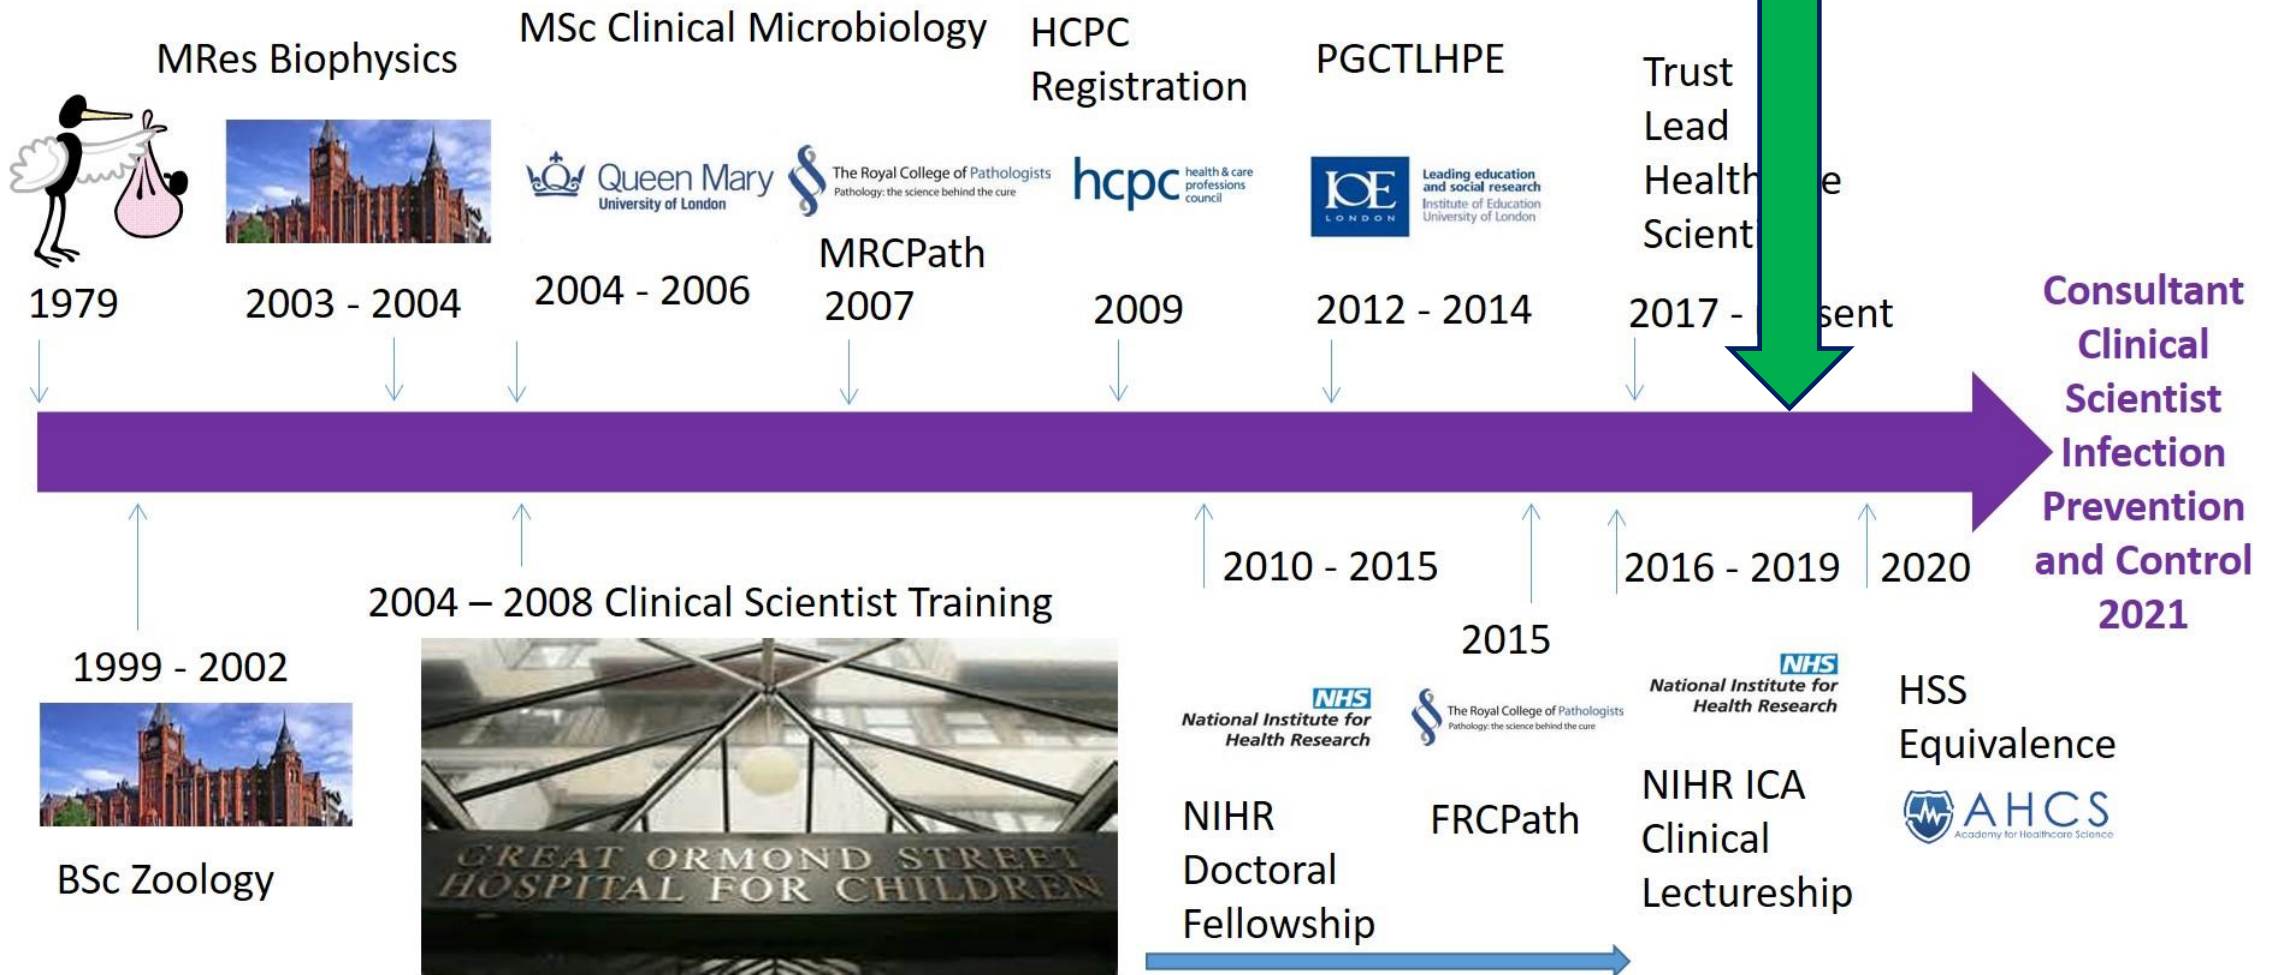 MRes Biophysics
MSc Clinical Microbiology
HCPC
Registration
PGCTLHPE
Trust
Lead
Health e
Scienti
Queen Mary
University of London
The Royal College of Pathologists
Pathology: the science behind the cure
hcpc health & care
professions
council
IOE
LONDON
Leading education
and social research
Institute of Education
University of London
MRCPath
1979
2003 - 2004
2004 - 2006
2007
2009
2012 - 2014
2017 - sent
Consultant
Clinical
Scientist
Infection
Prevention
and Control
2021
1999 - 2002
BSc Zoology
2004 – 2008 Clinical Scientist Training
GREAT ORMOND STREET
HOSPITAL FOR CHILDREN
2010 - 2015
NHS
National Institute for
Health Research
NIHR
Doctoral
Fellowship
2015
The Royal College of Pathologists
Pathology: the science behind the cure
FRCPath
2016 - 2019
NHS
National Institute for
Health Research
NIHR ICA
Clinical
Lectureship
2020
HSS
Equivalence
AHCS
Academy for Healthcare Science